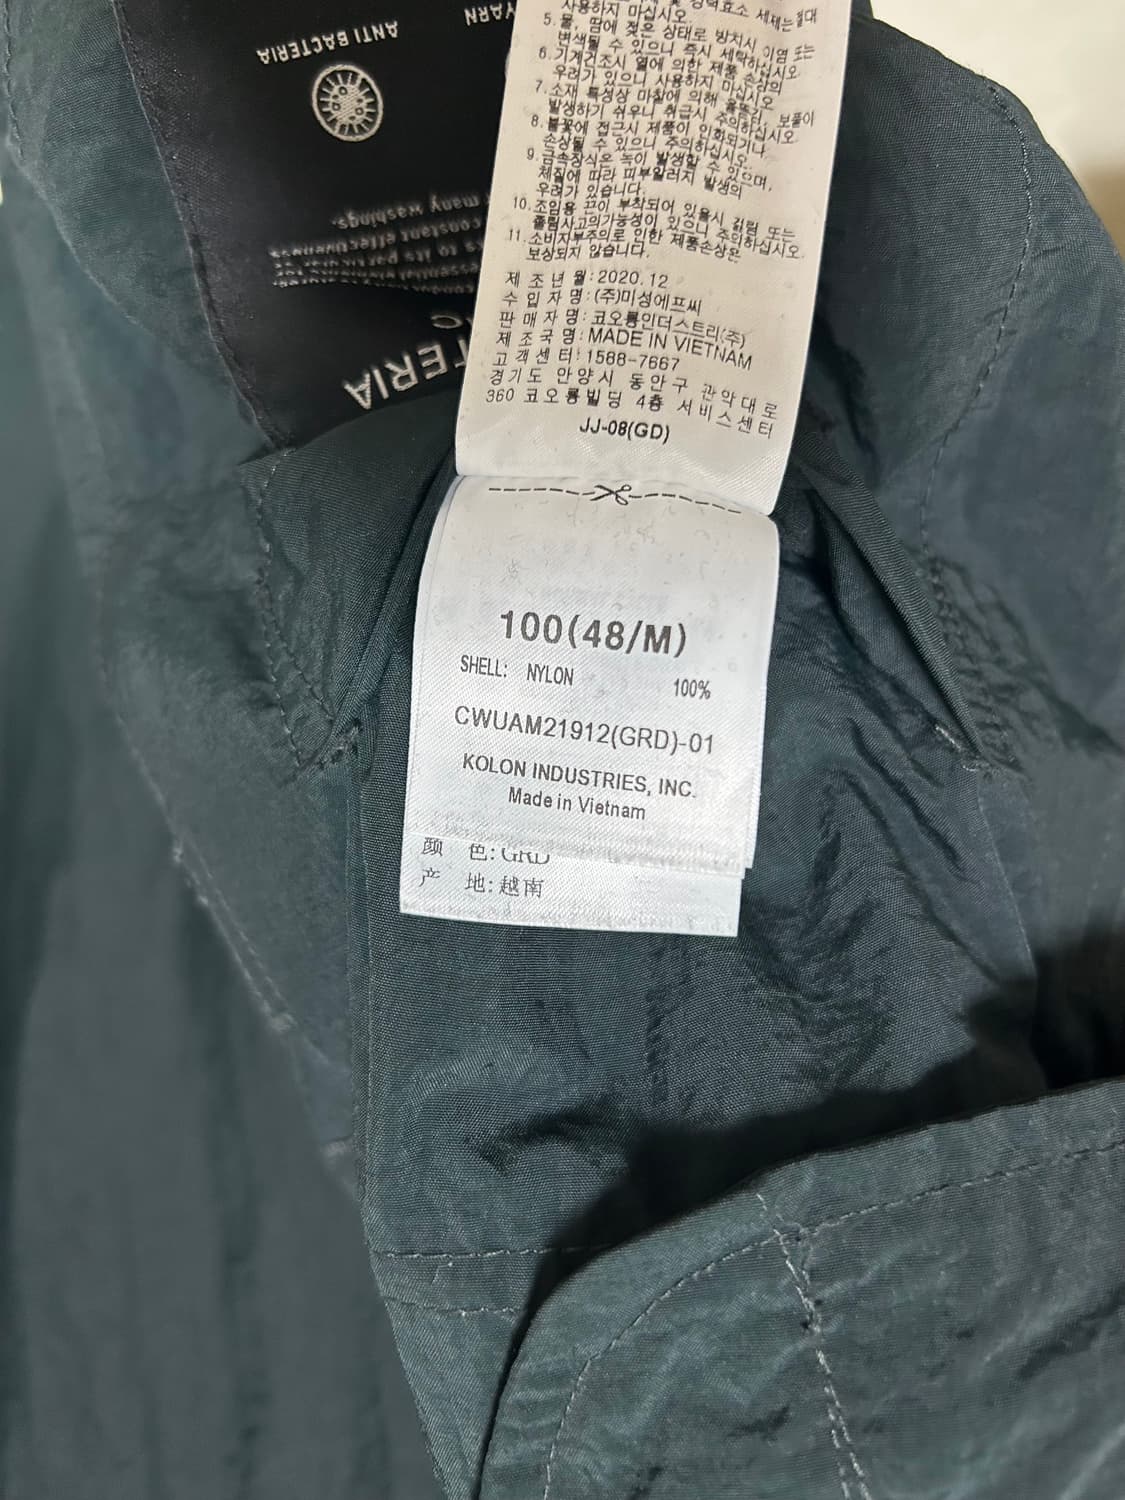 YARN
ANTI BACTERIA
many washings.
constant effectiveness
to its
TERIA
사용하지 마십시오.
5. 물, 땀에 젖은 상태로 방치시 이염 또는
변색될 수 있으니 즉시 세탁하십시오
6. 기계건조시 열에 의한 제품 손상의
우려가 있으니 사용하지 마십시오
7. 소재 특성상 마찰에 의해 올뜯김, 보풀이
발생하기 쉬우니 취급시 주의하십시오
8. 불꽃에 접근시 제품이 인화되거나
손상될 수 있으니 주의하십시오.
9. 금속장식은 녹이 발생할 수 있으며,
체질에 따라 피부알러지 발생의
우려가 있습니다.
10. 조임용 끈이 부착되어 있을시 걸림 또는
졸림사고의가능성이 있으니 주의하십시오
11. 소비자부주의로 인한 제품손상은
보상되지 않습니다.
제 조 년 월:2020.12
수 입 자 명:(주)미성에프씨
판 매 자 명:코오롱인더스트리(주)
제 조 국 명:MADE IN VIETNAM
고 객 센 터:1588-7667
경기도 안양시 동안구 관악대로
360 코오롱빌딩 4층 서비스센터
JJ-08(GD)
100(48/M)
SHELL: NYLON 100%
CWUAM21912(GRD)-01
KOLON INDUSTRIES, INC.
Made in Vietnam
颜 色:GRD
产 地:越南